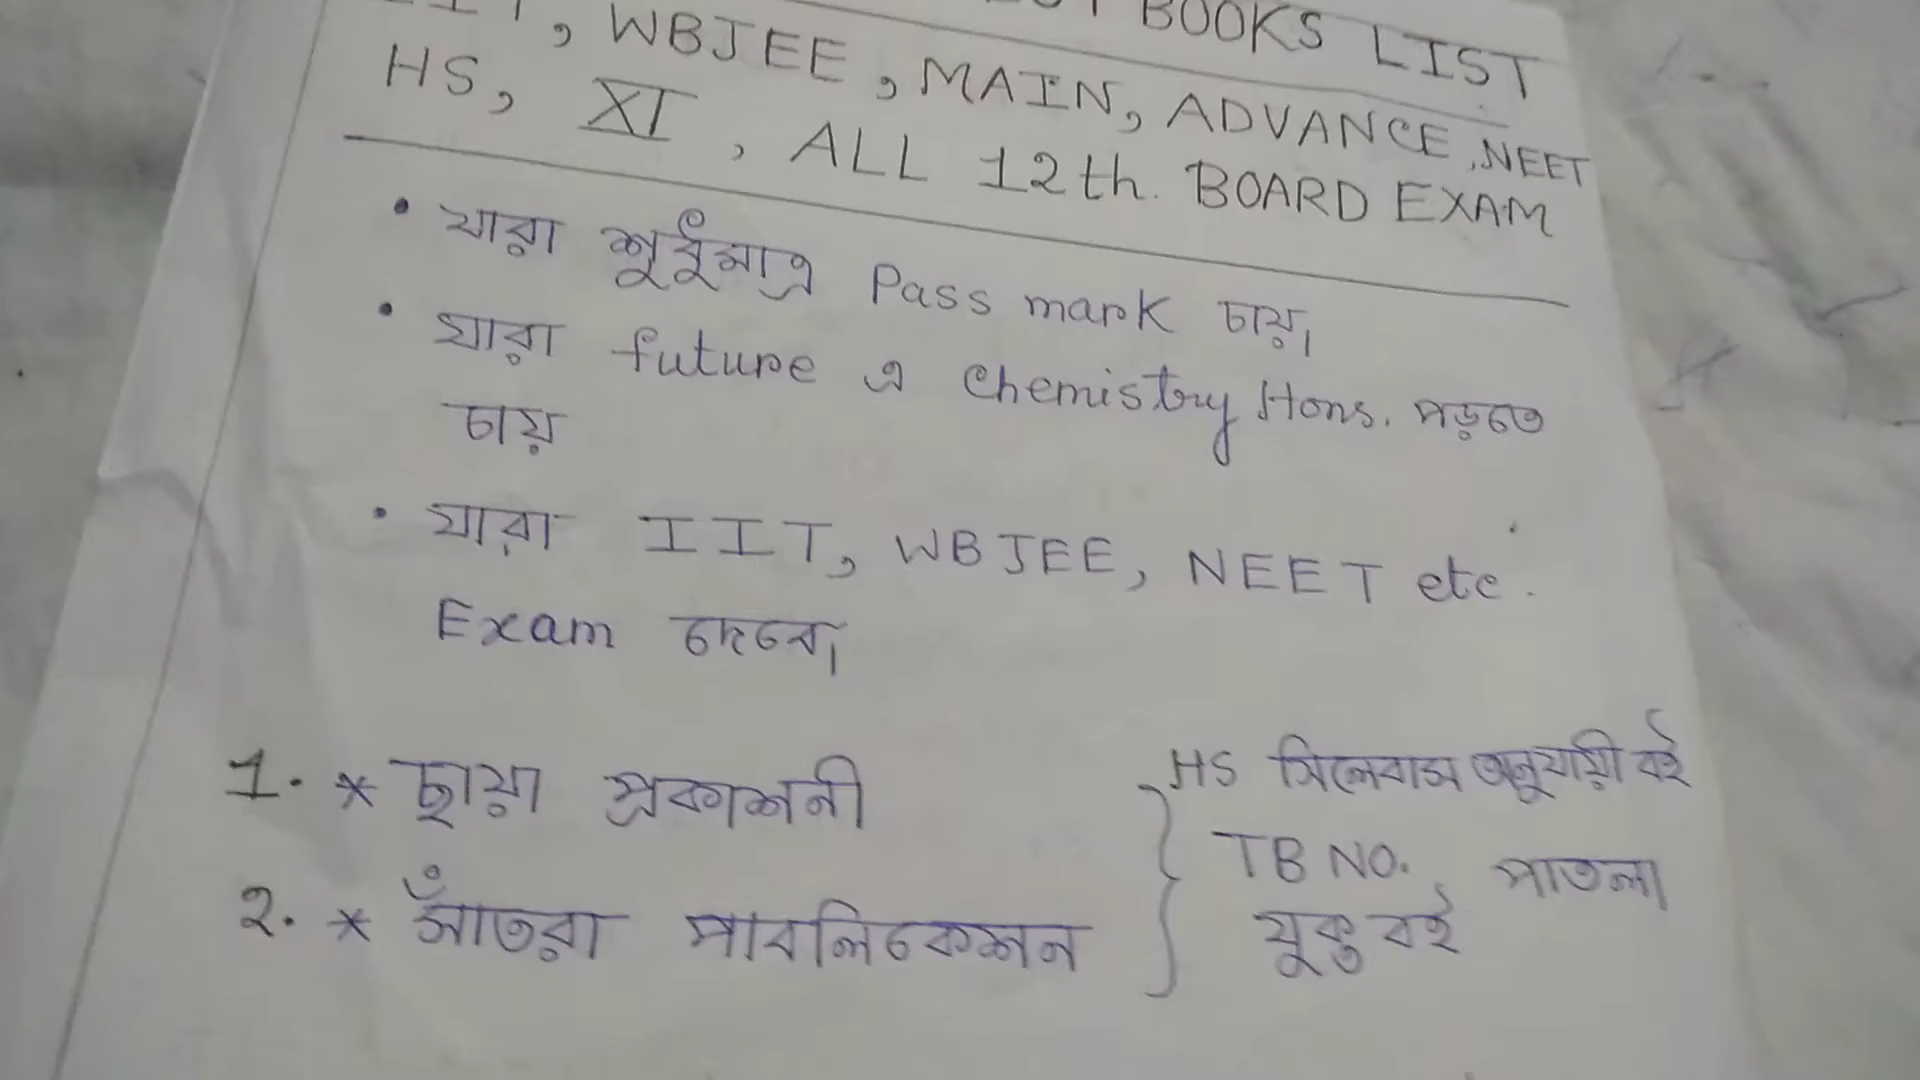 BOOKS LIST
IIT, WBJEE, MAIN, ADVANCE, NEET
HS, XI, ALL 12th. BOARD EXAM
• যারা শুধুমাত্র Pass mark চায়,
• যারা future এ Chemistry Hons. পড়তে
চায়
• যারা IIT, WBJEE, NEET etc.
Exam দেবে,
1. * ছায়া প্রকাশনী
2. * সাঁতরা পাবলিকেশন
HS সিলেবাস অনুযায়ী বই
TB NO. পাতলা
যুক্ত বই